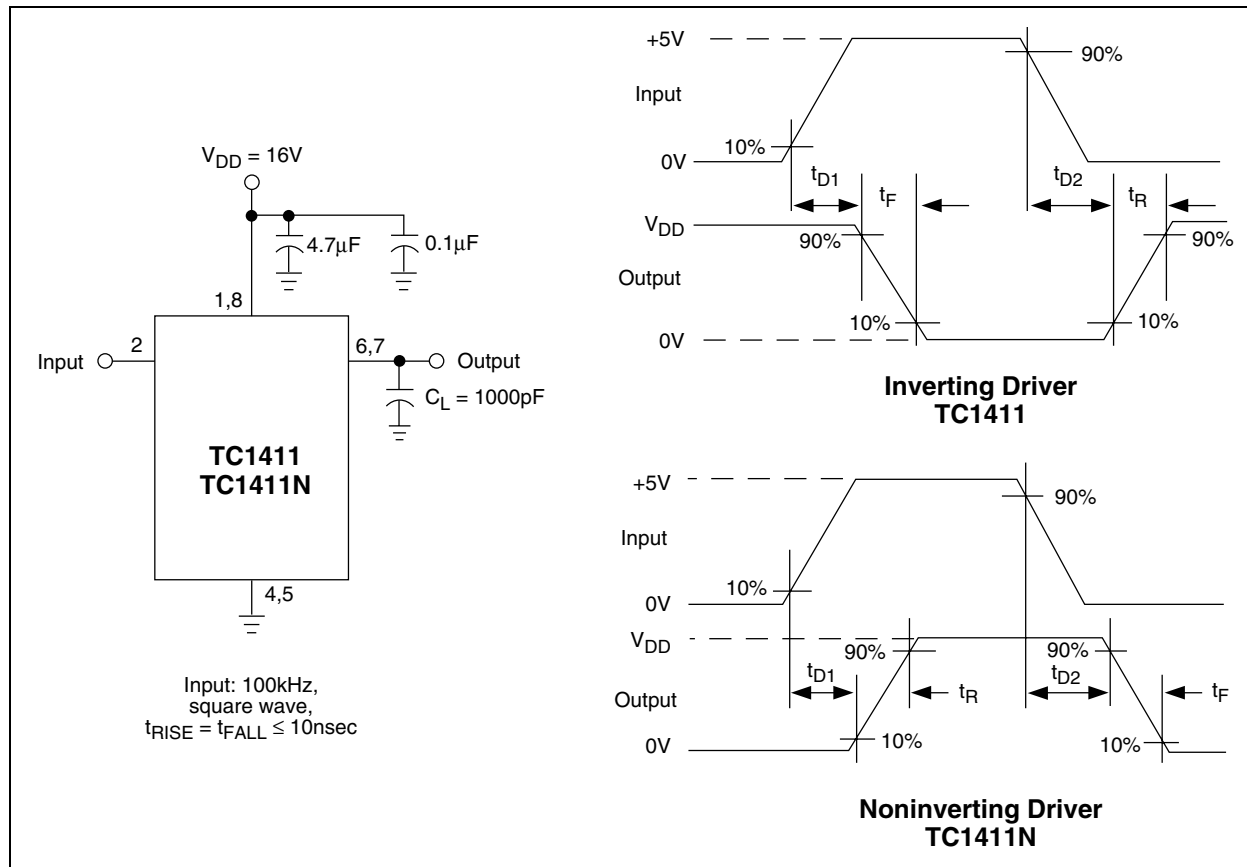 V_DD = 16V
4.7µF
0.1µF
1,8
Input
2
6,7
Output
C_L = 1000pF
TC1411
TC1411N
4,5
Input: 100kHz,
square wave,
t_RISE = t_FALL ≤ 10nsec
+5V
90%
Input
10%
0V
t_D1
t_F
t_D2
t_R
V_DD
90%
90%
Output
10%
10%
0V
Inverting Driver
TC1411
+5V
90%
Input
10%
0V
V_DD
90%
90%
t_D1
t_R
t_D2
t_F
Output
10%
10%
0V
Noninverting Driver
TC1411N